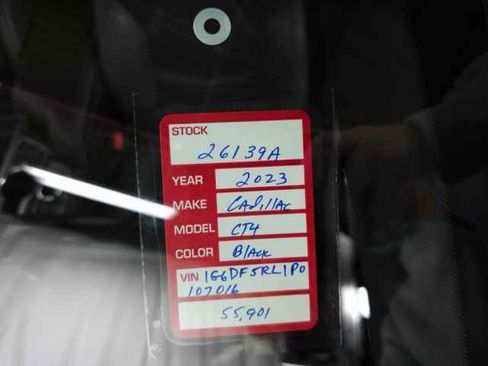 STOCK
26139A
YEAR 2023
MAKE Cadillac
MODEL CT4
COLOR Black
VIN 1G6DF5RL1P0
107016
55,901